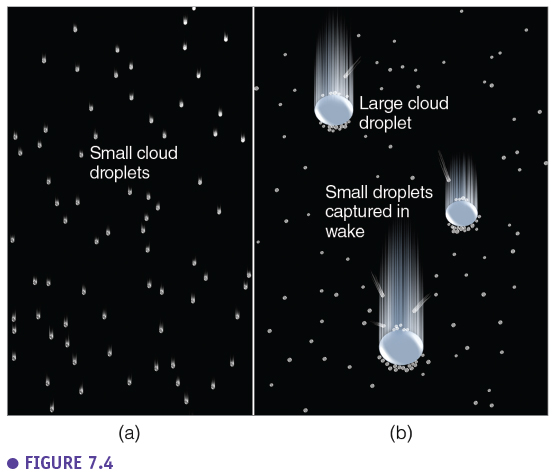 Small cloud
droplets
Large cloud
droplet
Small droplets
captured in
wake
(a)
(b)
FIGURE 7.4